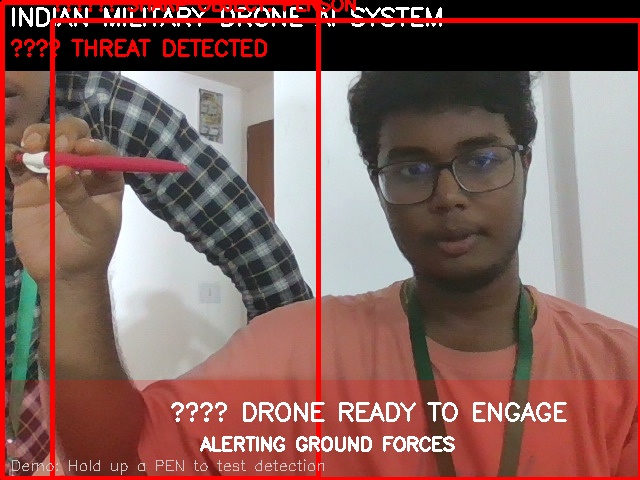 INDIAN MILITARY DRONE AI SYSTEM
???? THREAT DETECTED
???? DRONE READY TO ENGAGE
ALERTING GROUND FORCES
Demo: Hold up a PEN to test detection